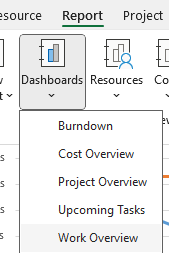 esource Report Project
Dashboards Resources Co
Burndown
Cost Overview
Project Overview
Upcoming Tasks
Work Overview